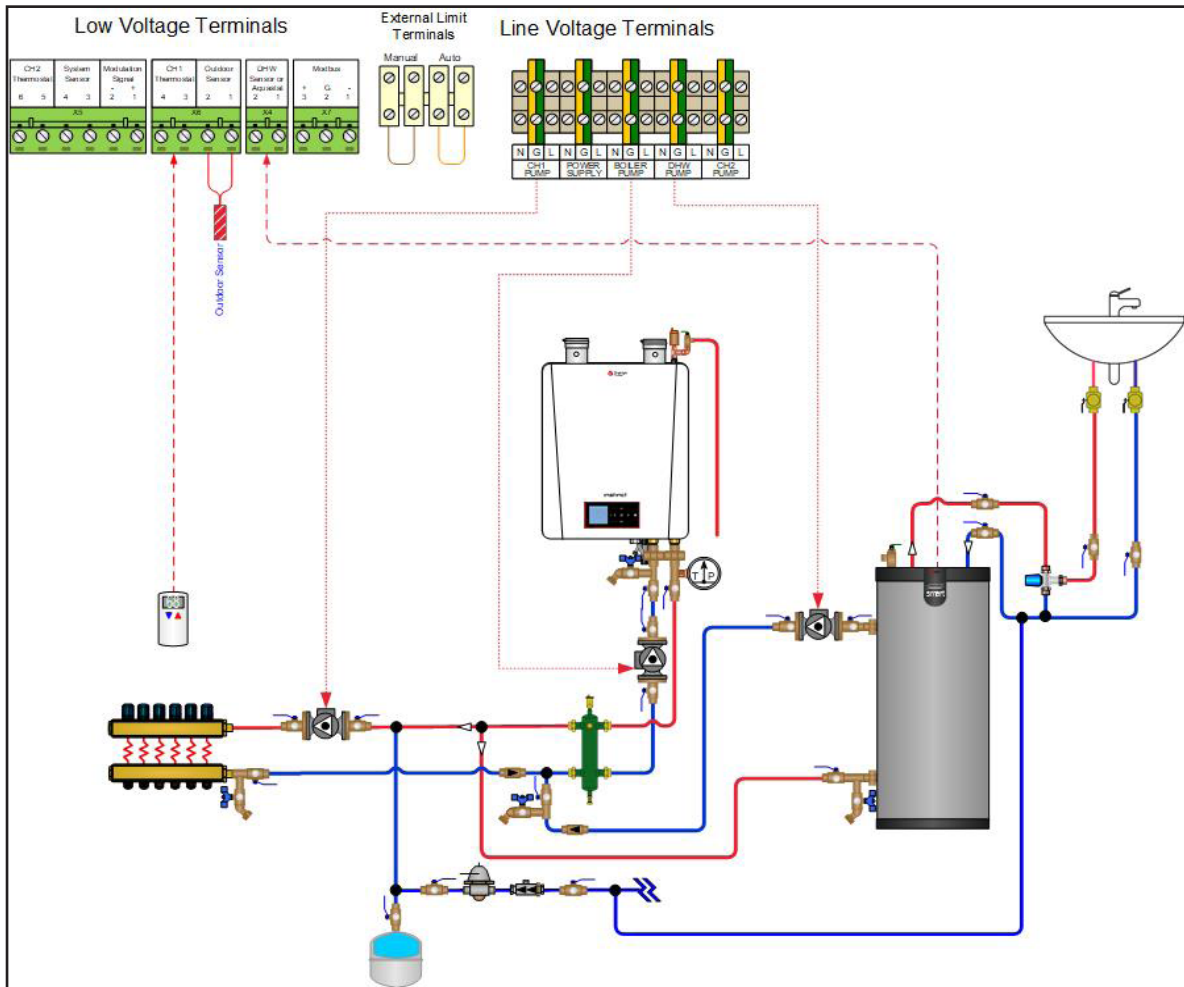 Low Voltage Terminals
External Limit
Terminals
Line Voltage Terminals
Manual Auto
CH2
Thermostat
6 5
System
Sensor
4 3
Modulation
Signal
- +
2 1
X5
CH1
Thermostat
4 3
Outdoor
Sensor
2 1
X6
DHW
Sensor or
Aquastat
2 1
X4
Modbus
+ G -
3 2 1
X7
N G L N G L N G L N G L N G L
CH1
PUMP
POWER
SUPPLY
BOILER
PUMP
DHW
PUMP
CH2
PUMP
Outdoor Sensor
T P
smart